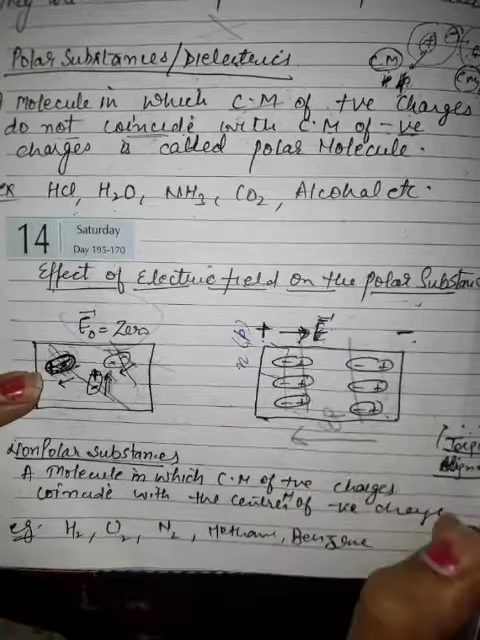 Polar Substances/Dielectrics
CM
A Molecule in which C.M of +ve Charges
do not coincide with C.M of -ve
charges is called polar Molecule.
ex HCl, H2O, NH3, CO2, Alcohal etc.
14 Saturday
Day 195-170
Effect of Electric field on the Polar Substanc
E₀ = Zero
+ → E -
NonPolar Substances
A Molecule in which C.M of +ve charges
coincide with the centre M of -ve charge
eg. H2, O2, N2, Methane, Benzene